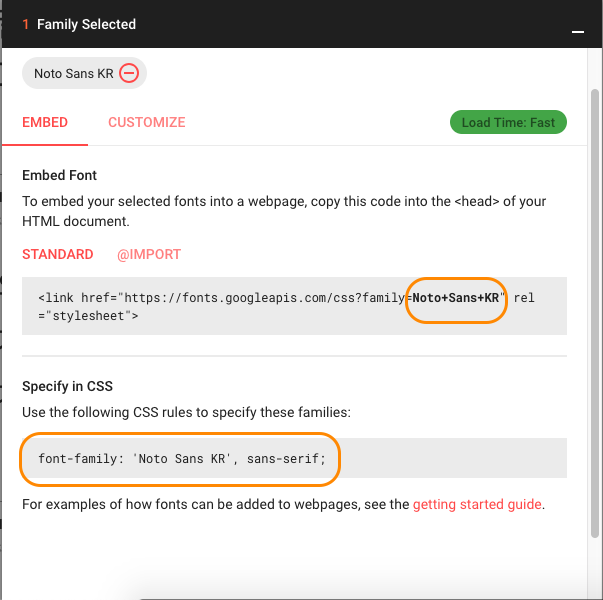 1 Family Selected
Noto Sans KR
EMBED CUSTOMIZE Load Time: Fast
Embed Font
To embed your selected fonts into a webpage, copy this code into the <head> of your
HTML document.
STANDARD @IMPORT
<link href="https://fonts.googleapis.com/css?family=Noto+Sans+KR" rel
="stylesheet">
Specify in CSS
Use the following CSS rules to specify these families:
font-family: 'Noto Sans KR', sans-serif;
For examples of how fonts can be added to webpages, see the getting started guide.